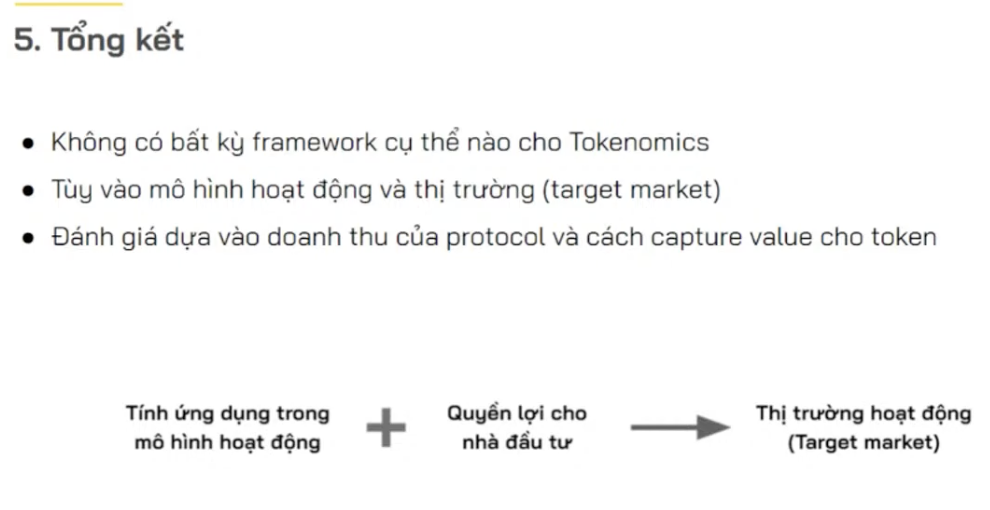 5. Tổng kết
● Không có bất kỳ framework cụ thể nào cho Tokenomics
● Tùy vào mô hình hoạt động và thị trường (target market)
● Đánh giá dựa vào doanh thu của protocol và cách capture value cho token
Tính ứng dụng trong
mô hình hoạt động
+
Quyền lợi cho
nhà đầu tư
Thị trường hoạt động
(Target market)